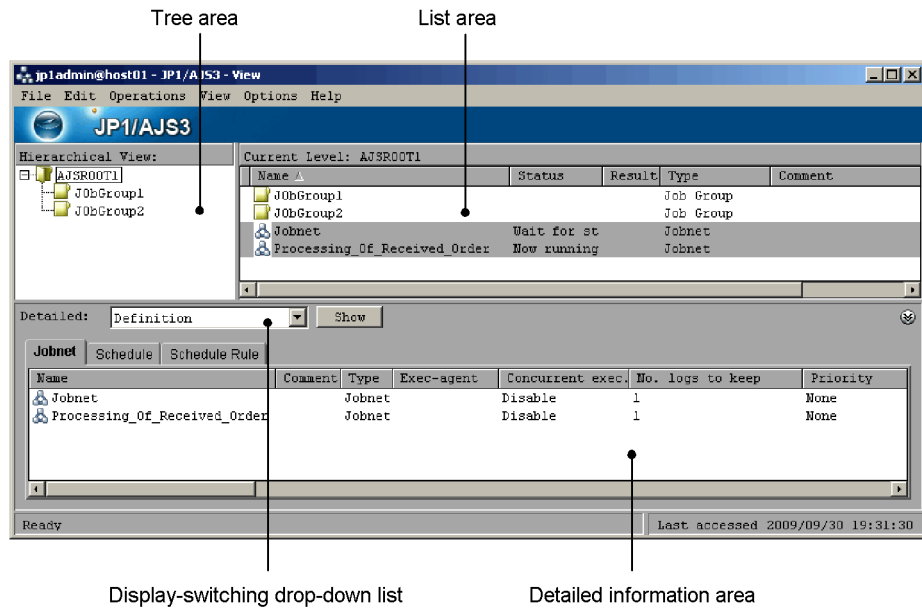 Tree area List area
jp1admin@host01 - JP1/AJS3 - View
File Edit Operations View Options Help
JP1/AJS3
Hierarchical View: Current Level: AJSROOT1
AJSROOT1
JObGroup1
JObGroup2
Name Status Result Type Comment
JObGroup1 Job Group
JObGroup2 Job Group
Jobnet Wait for st Jobnet
Processing_Of_Received_Order Now running Jobnet
Detailed: Definition Show
Jobnet Schedule Schedule Rule
Name Comment Type Exec-agent Concurrent exec. No. logs to keep Priority
Jobnet Jobnet Disable 1 None
Processing_Of_Received_Order Jobnet Disable 1 None
Ready Last accessed 2009/09/30 19:31:30
Display-switching drop-down list Detailed information area